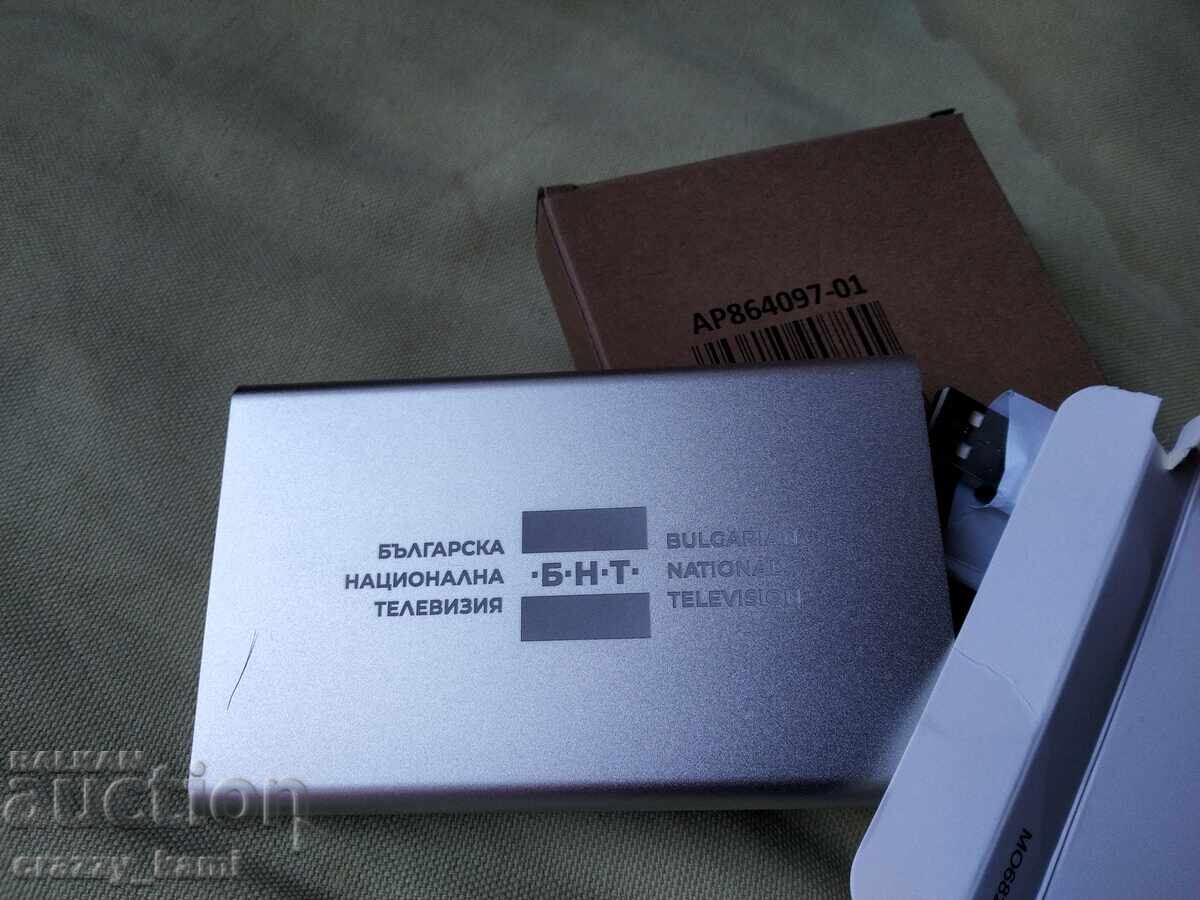 AP864097-01
БЪЛГАРСКА
НАЦИОНАЛНА
ТЕЛЕВИЗИЯ
·Б·Н·Т·
BULGARIAN
NATIONAL
TELEVISION
BALKAN
auction
crazzy_kami